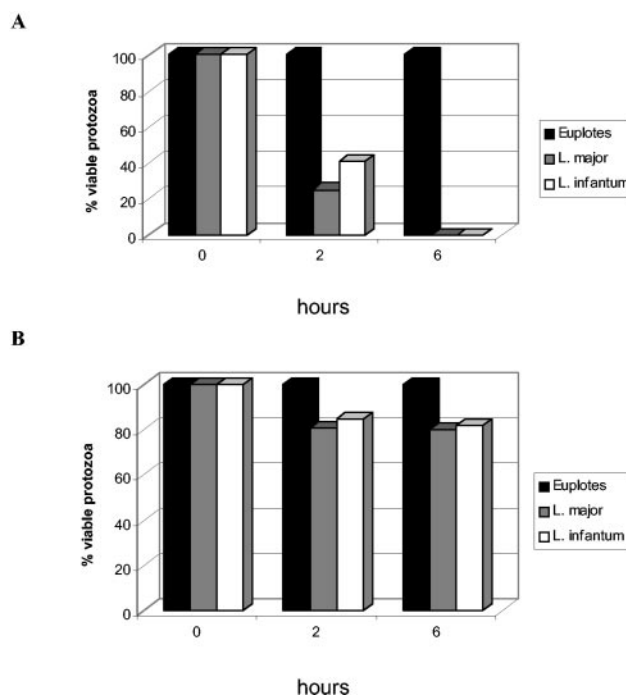 A
100
80
60
40
20
0
% viable protozoa
0 2 6
hours
Euplotes
L. major
L. infantum
B
100
80
60
40
20
0
% viable protozoa
0 2 6
hours
Euplotes
L. major
L. infantum